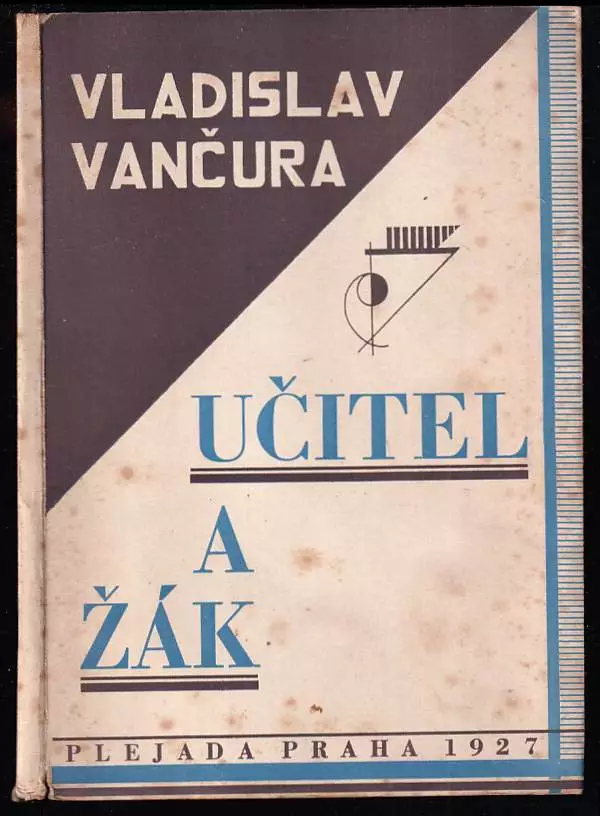 VLADISLAV
VANČURA
UČITEL
A
ŽÁK
PLEJADA PRAHA 1927